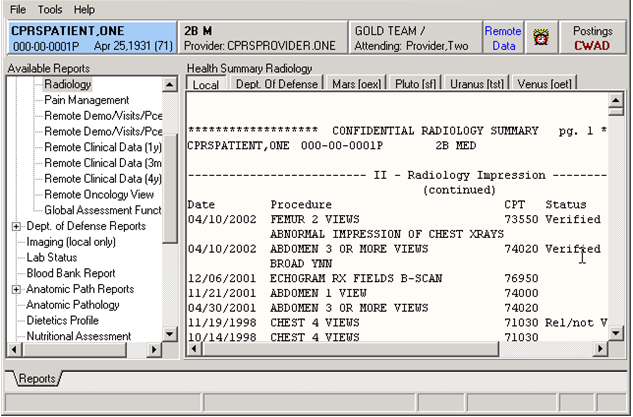 File Tools Help
CPRSPATIENT,ONE
000-00-0001P Apr 25,1931 (71)
2B M
Provider: CPRSPROVIDER.ONE
GOLD TEAM /
Attending: Provider,Two
Remote
Data
Postings
CWAD
Available Reports
Radiology
Pain Management
Remote Demo/Visits/Pce
Remote Demo/Visits/Pce
Remote Clinical Data (1y)
Remote Clinical Data (3m
Remote Clinical Data (4y)
Remote Oncology View
Global Assessment Funct
Dept. of Defense Reports
Imaging (local only)
Lab Status
Blood Bank Report
Anatomic Path Reports
Anatomic Pathology
Dietetics Profile
Nutritional Assessment
Health Summary Radiology
Local Dept. Of Defense Mars [oex] Pluto [sf] Uranus [tst] Venus [oet]
******************* CONFIDENTIAL RADIOLOGY SUMMARY pg. 1 *
CPRSPATIENT,ONE 000-00-0001P 2B MED
------------------------ II - Radiology Impression --------
(continued)
Date Procedure CPT Status
04/10/2002 FEMUR 2 VIEWS 73550 Verified
ABNORMAL IMPRESSION OF CHEST XRAYS
04/10/2002 ABDOMEN 3 OR MORE VIEWS 74020 Verified
BROAD YNN
12/06/2001 ECHOGRAM RX FIELDS B-SCAN 76950
11/21/2001 ABDOMEN 1 VIEW 74000
04/30/2001 ABDOMEN 3 OR MORE VIEWS 74020
11/19/1998 CHEST 4 VIEWS 71030 Rel/not V
10/14/1998 CHEST 4 VIEWS 71030
Reports